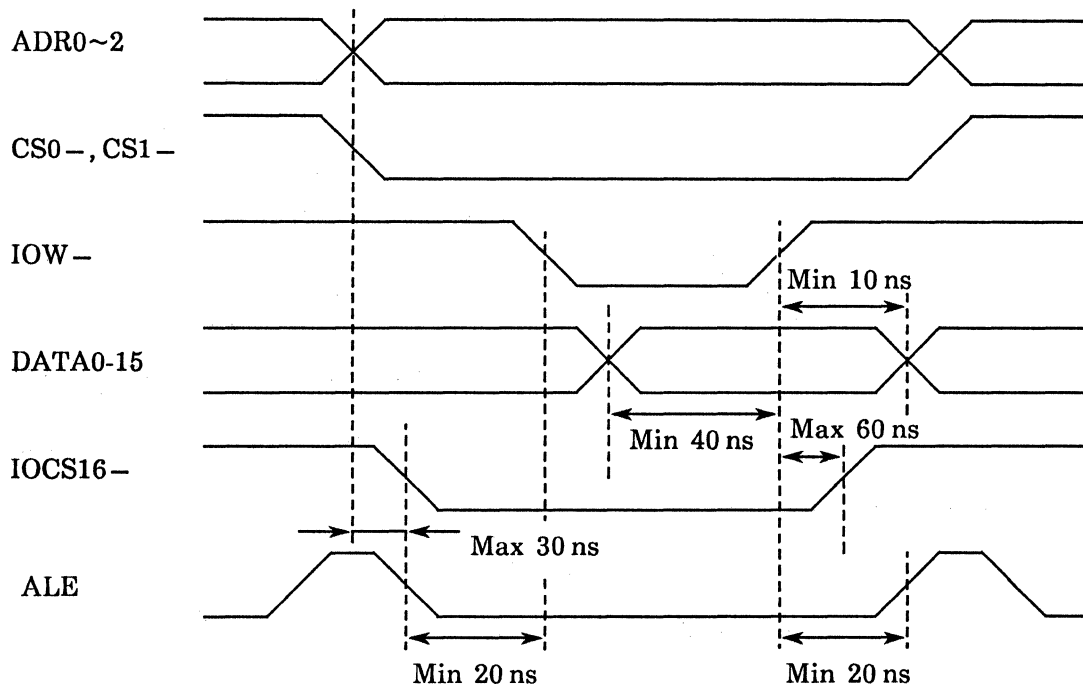 ADR0~2
CS0–, CS1–
IOW–
Min 10 ns
DATA0-15
Min 40 ns
Max 60 ns
IOCS16–
Max 30 ns
ALE
Min 20 ns
Min 20 ns